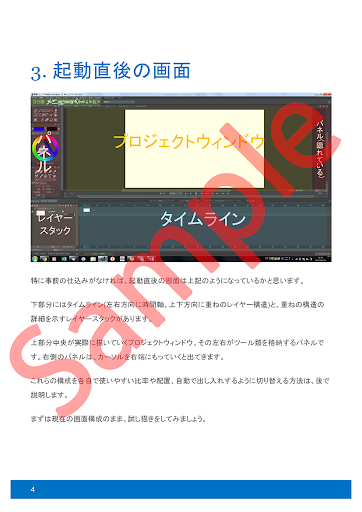 3. 起動直後の画面
プロジェクトウィンドウ
パネル
パネル(隠れている)
レイヤー
スタック
タイムライン
Sample
特に事前の仕込みがなければ、起動直後の画面は上記のようになっているかと思います。
下部分にはタイムライン(左右方向に時間軸、上下方向に重ねのレイヤー構造)と、重ねの構造の
詳細を示すレイヤースタックがあります。
上部分中央が実際に描いていくプロジェクトウィンドウ、その左右がツール類を格納するパネルで
す。右側のパネルは、カーソルを右端にもっていくと出てきます。
これらの構成を各自で使いやすい比率や配置、自動で出し入れするように切り替える方法は、後で
説明します。
まずは現在の画面構成のまま、試し描きをしてみましょう。
4